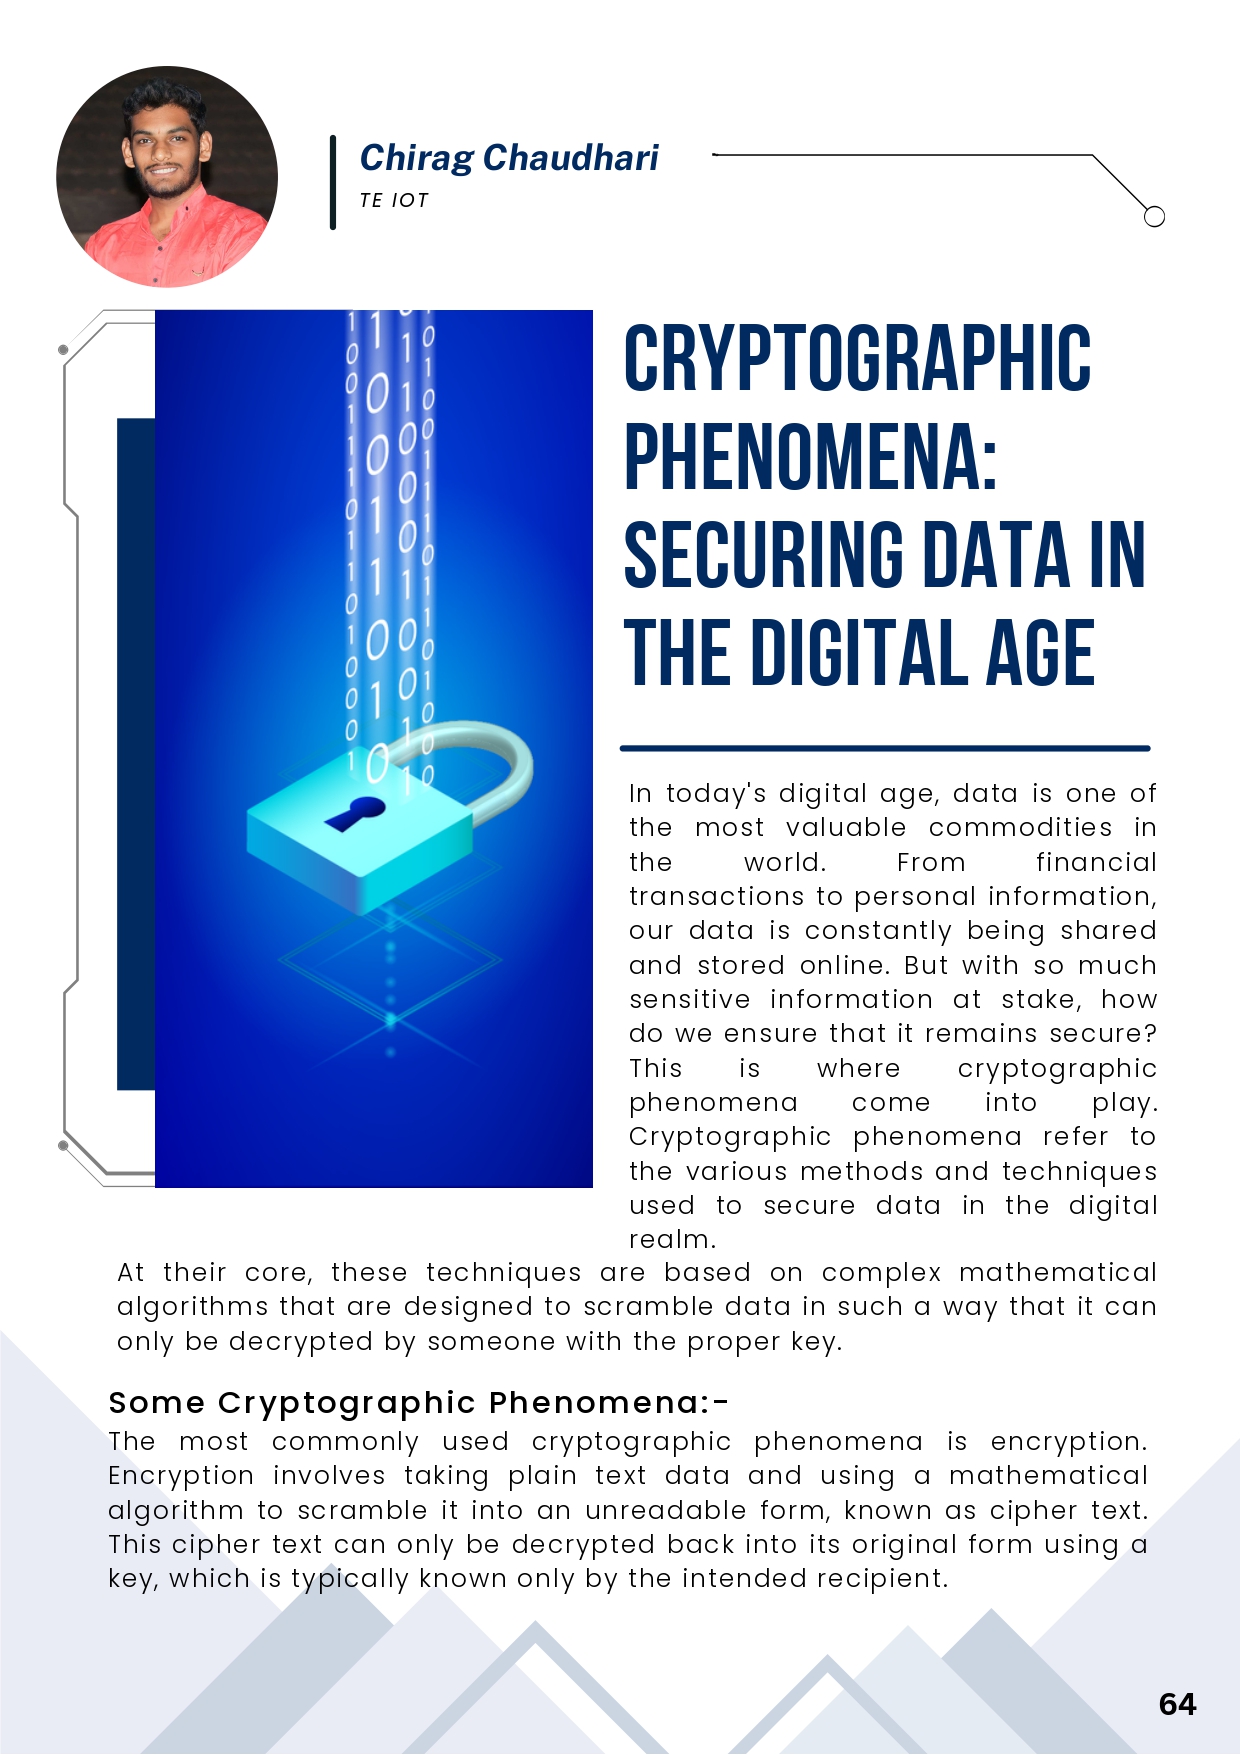 Chirag Chaudhari
TE IOT
CRYPTOGRAPHIC
PHENOMENA:
SECURING DATA IN
THE DIGITAL AGE
In today's digital age, data is one of
the most valuable commodities in
the world. From financial
transactions to personal information,
our data is constantly being shared
and stored online. But with so much
sensitive information at stake, how
do we ensure that it remains secure?
This is where cryptographic
phenomena come into play.
Cryptographic phenomena refer to
the various methods and techniques
used to secure data in the digital
realm.
At their core, these techniques are based on complex mathematical
algorithms that are designed to scramble data in such a way that it can
only be decrypted by someone with the proper key.
Some Cryptographic Phenomena:-
The most commonly used cryptographic phenomena is encryption.
Encryption involves taking plain text data and using a mathematical
algorithm to scramble it into an unreadable form, known as cipher text.
This cipher text can only be decrypted back into its original form using a
key, which is typically known only by the intended recipient.
64